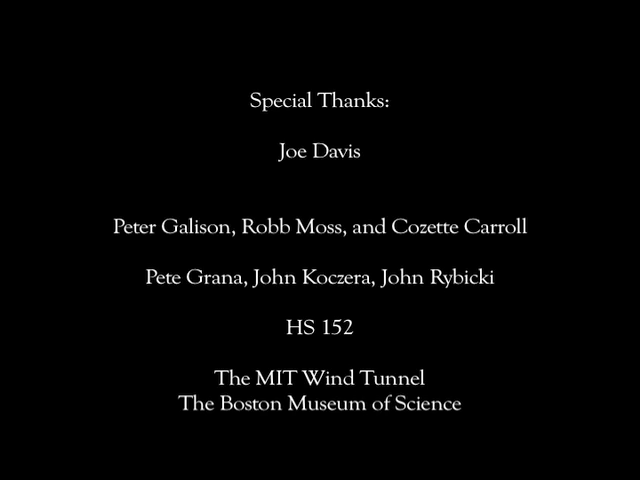 Special Thanks:
Joe Davis
Peter Galison, Robb Moss, and Cozette Carroll
Pete Grana, John Koczera, John Rybicki
HS 152
The MIT Wind Tunnel
The Boston Museum of Science